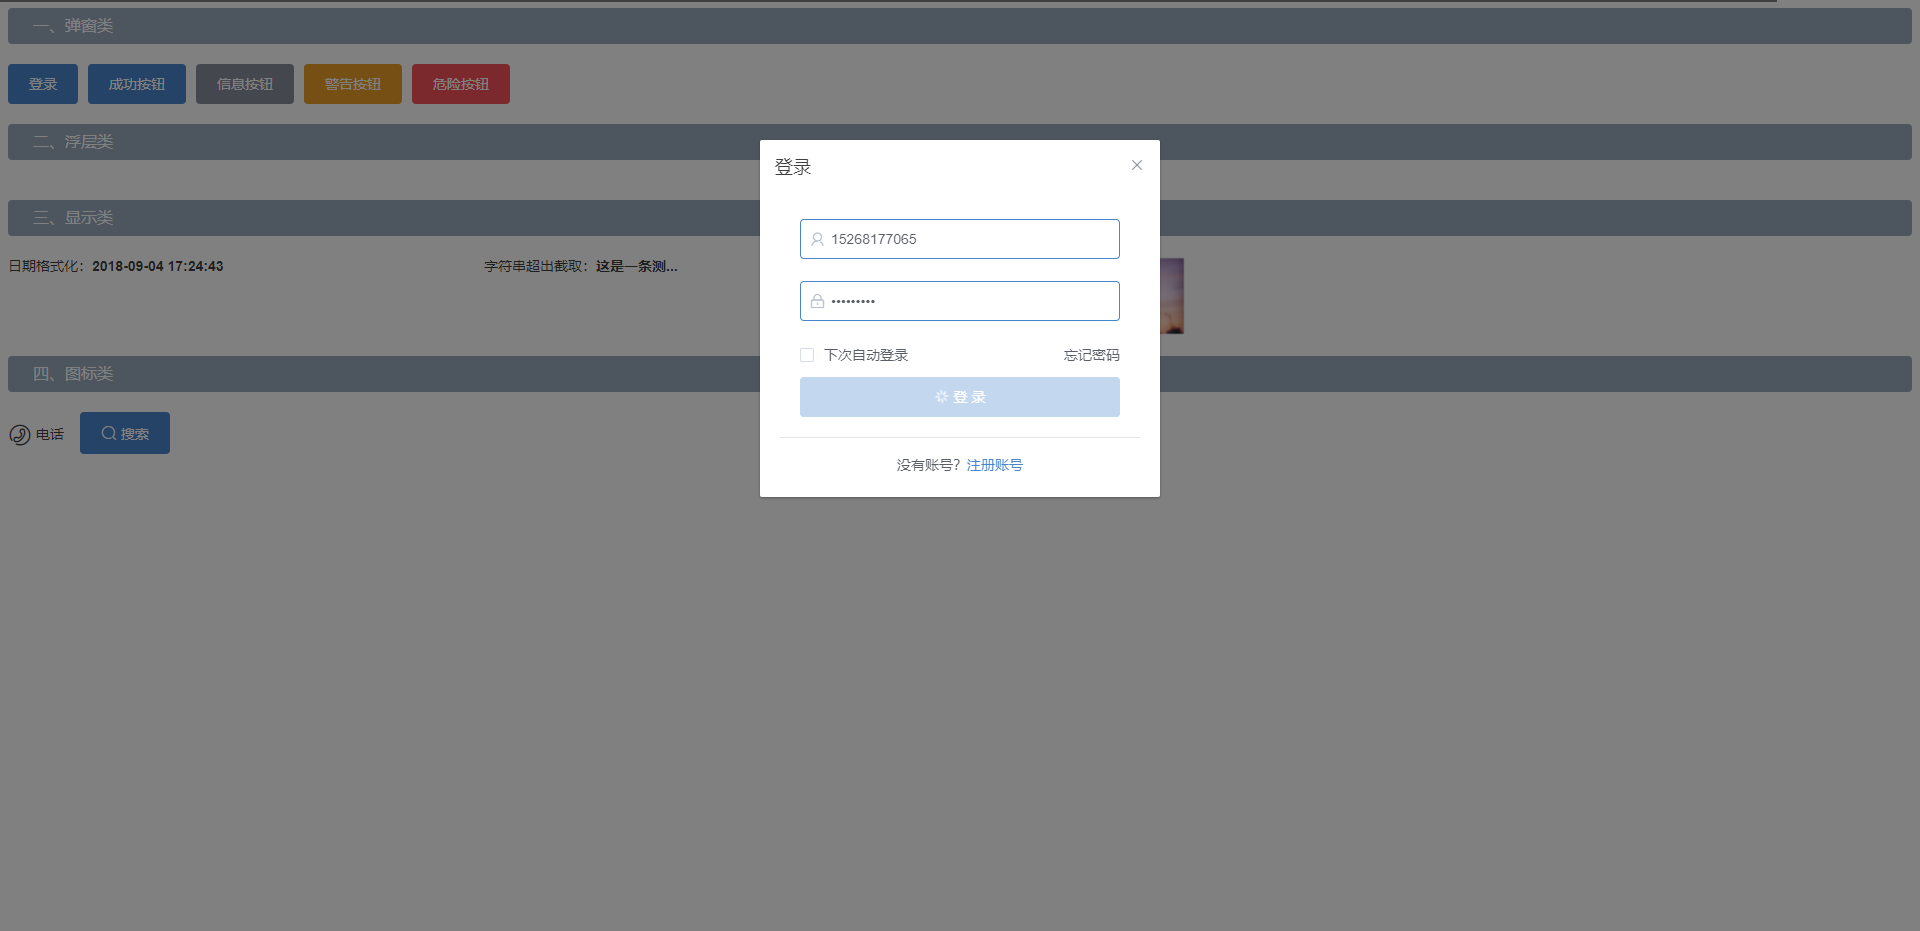 一、弹窗类
登录 成功按钮 信息按钮 警告按钮 危险按钮
二、浮层类
三、显示类
日期格式化：2018-09-04 17:24:43 字符串超出截取：这是一条测...
四、图标类
电话 搜索
登录
15268177065
•••••••••
下次自动登录 忘记密码
登 录
没有账号？注册账号